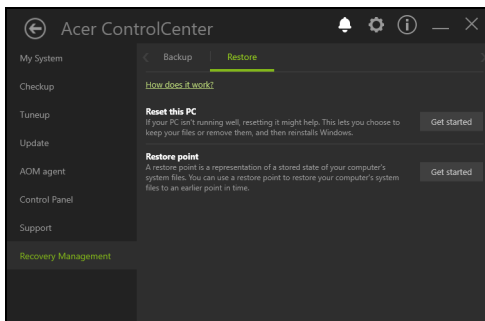 Acer ControlCenter
My System
Checkup
Tuneup
Update
AOM agent
Control Panel
Support
Recovery Management
Backup
Restore
How does it work?
Reset this PC
If your PC isn't running well, resetting it might help. This lets you choose to
keep your files or remove them, and then reinstalls Windows.
Get started
Restore point
A restore point is a representation of a stored state of your computer's
system files. You can use a restore point to restore your computer's system
files to an earlier point in time.
Get started